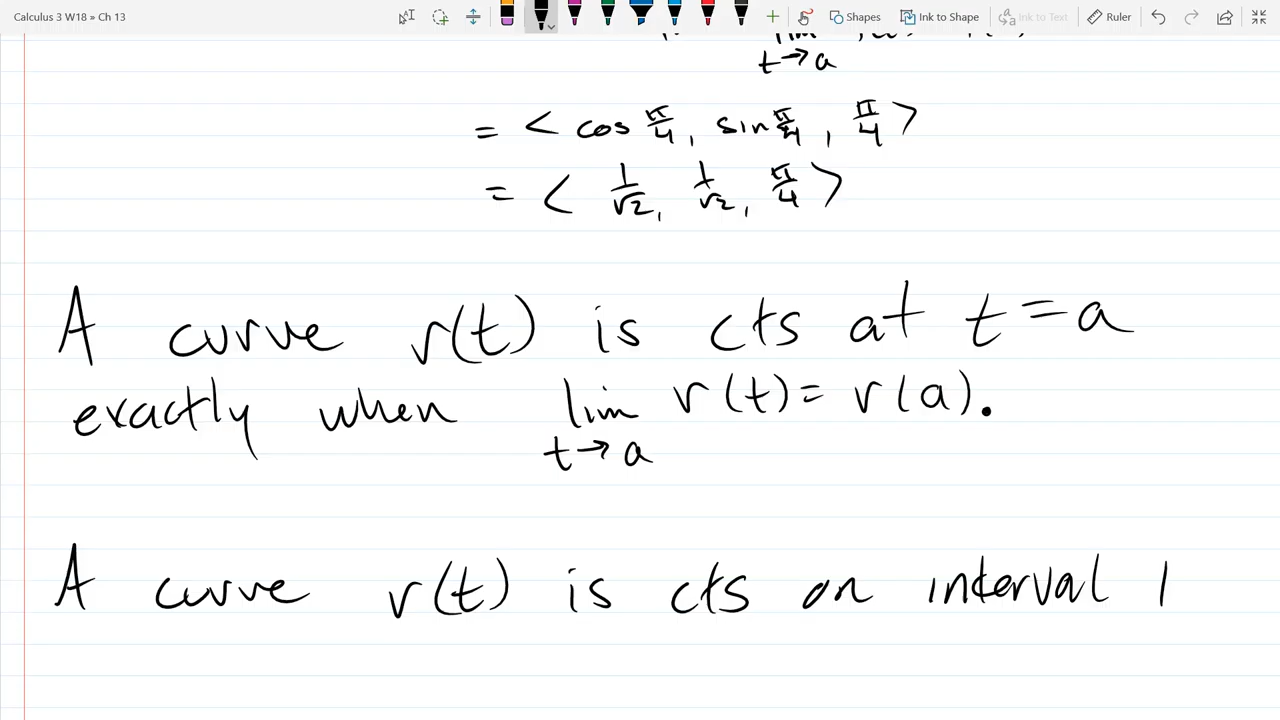 Calculus 3 W18 » Ch 13
Shapes
Ink to Shape
Ink to Text
Ruler
t→a
= < cos π/4, sin π/4, π/4 >
= < 1/√2, 1/√2, π/4 >
A curve r(t) is cts at t=a
exactly when lim r(t) = r(a).
t→a
A curve r(t) is cts on interval I